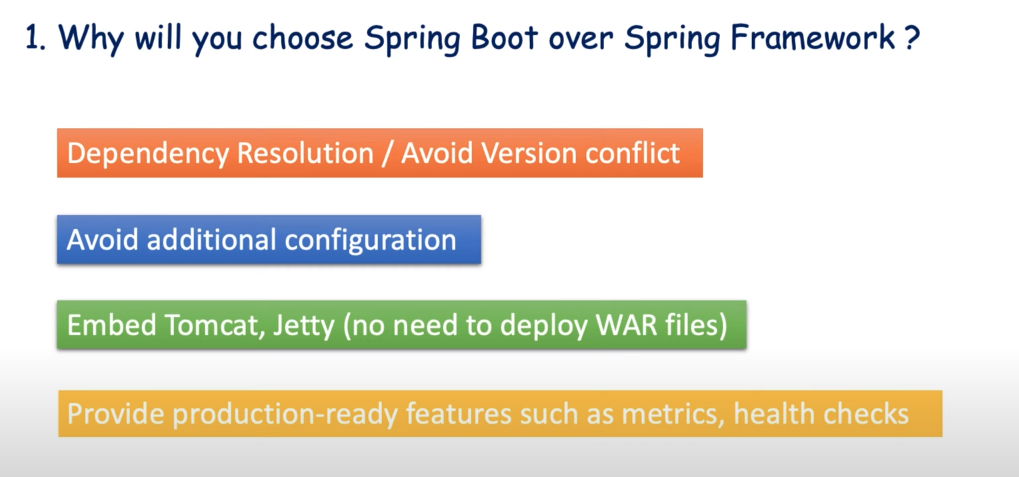 1. Why will you choose Spring Boot over Spring Framework ?
Dependency Resolution / Avoid Version conflict
Avoid additional configuration
Embed Tomcat, Jetty (no need to deploy WAR files)
Provide production-ready features such as metrics, health checks